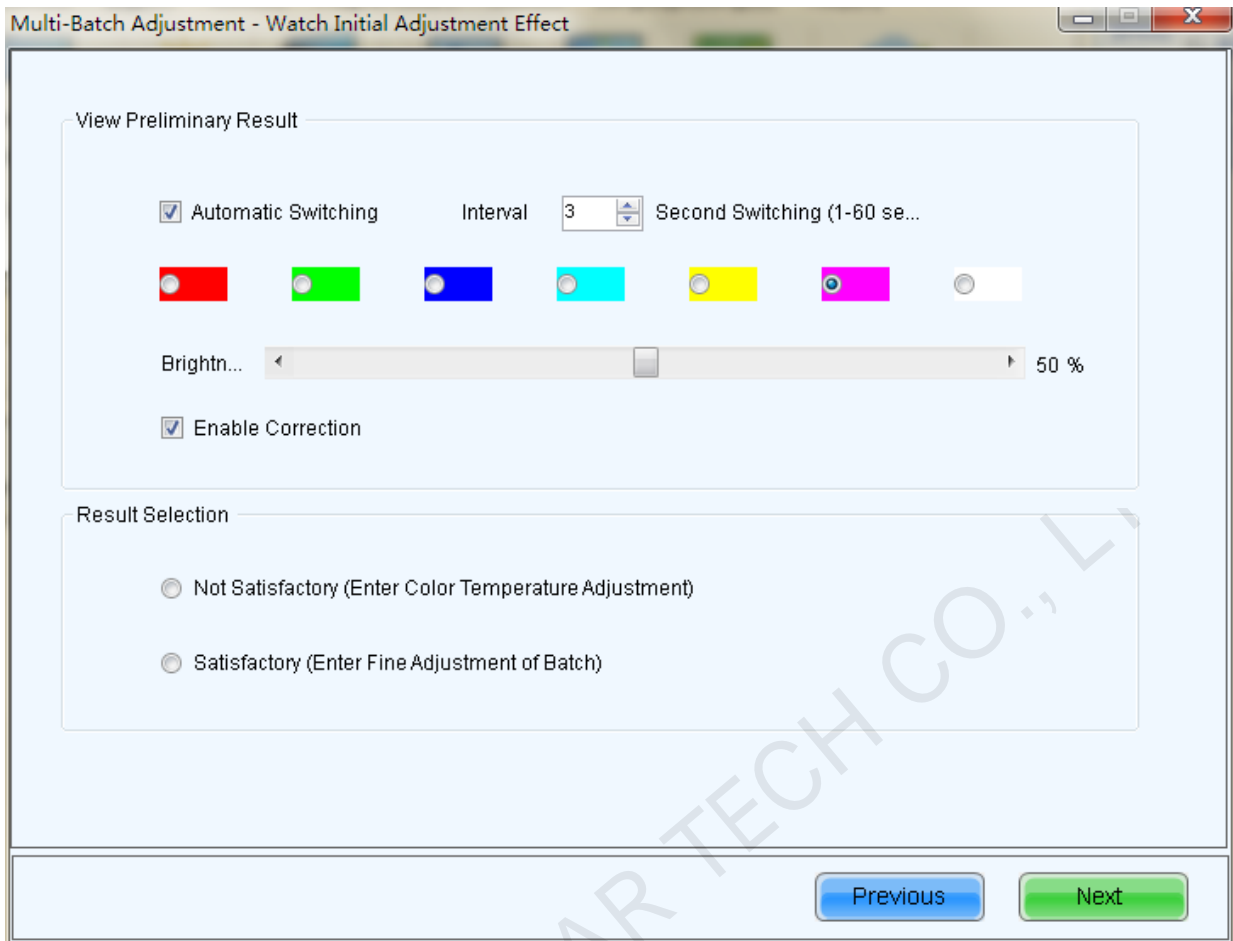 Multi-Batch Adjustment - Watch Initial Adjustment Effect
View Preliminary Result
Automatic Switching Interval 3 Second Switching (1-60 se...
Brightn... 50 %
Enable Correction
Result Selection
Not Satisfactory (Enter Color Temperature Adjustment)
Satisfactory (Enter Fine Adjustment of Batch)
Previous Next
TECH CO.,